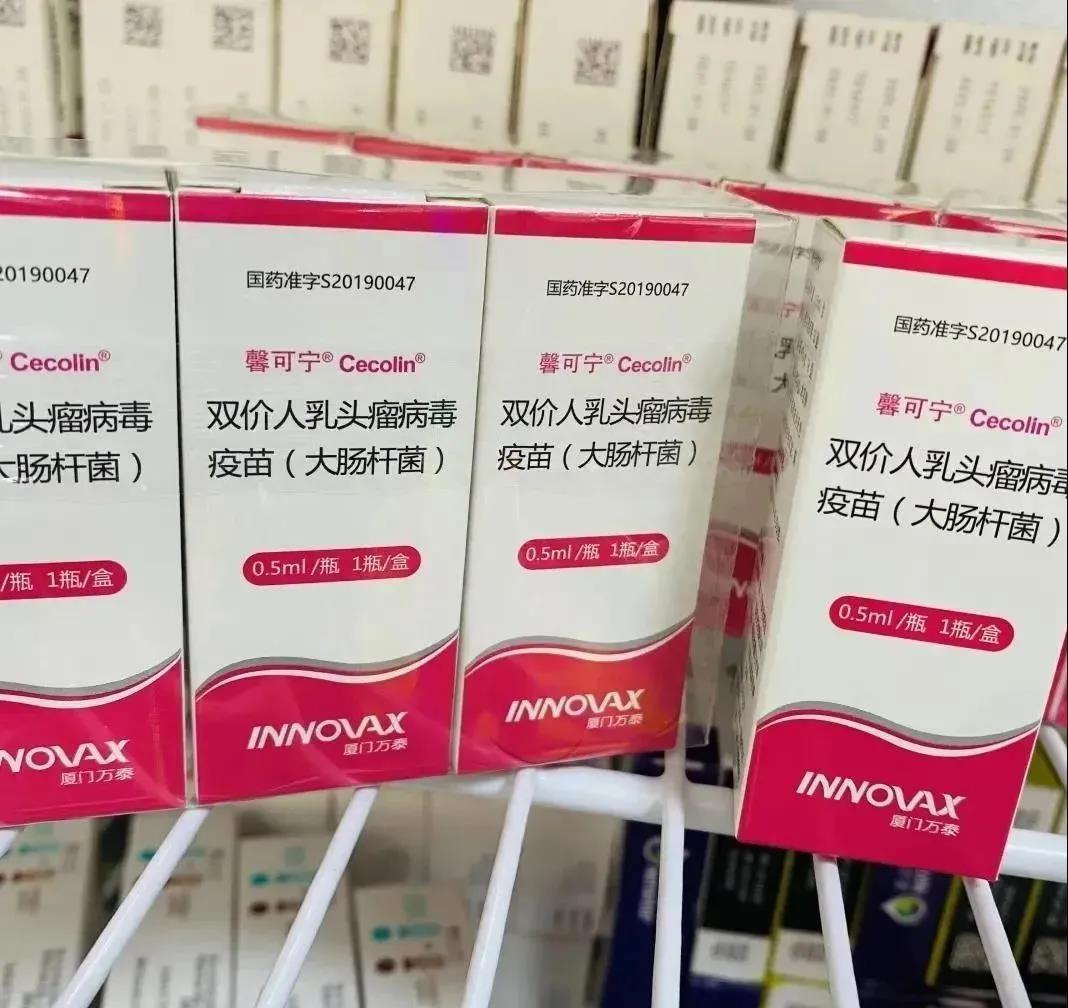 20190047
Cecolin®
头瘤病毒
大肠杆菌）
/瓶 1瓶/盒
INNOVAX
厦门万泰
国药准字S20190047
馨可宁® Cecolin®
双价人乳头瘤病毒
疫苗（大肠杆菌）
0.5ml /瓶 1瓶/盒
INNOVAX
厦门万泰
国药准字S20190047
馨可宁® Cecolin®
双价人乳头瘤病毒
疫苗（大肠杆菌）
0.5ml /瓶 1瓶/盒
INNOVAX
厦门万泰
国药准字S20190047
馨可宁® Cecolin®
双价人乳头瘤病毒
疫苗（大肠杆菌）
0.5ml /瓶 1瓶/盒
INNOVAX
厦门万泰